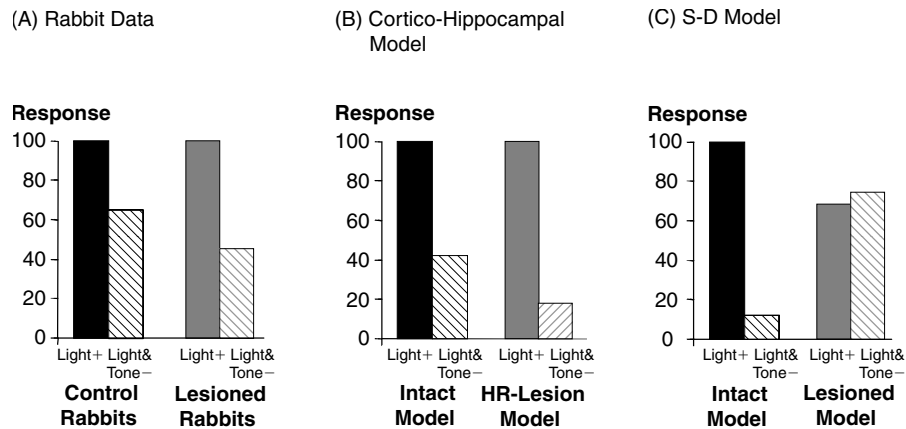 (A) Rabbit Data
(B) Cortico-Hippocampal
Model
(C) S-D Model
Response
100
80
60
40
20
0
Light+ Light&
Tone−
Light+ Light&
Tone−
Control
Rabbits
Lesioned
Rabbits
Response
100
80
60
40
20
0
Light+ Light&
Tone−
Light+ Light&
Tone−
Intact
Model
HR-Lesion
Model
Response
100
80
60
40
20
0
Light+ Light&
Tone−
Light+ Light&
Tone−
Intact
Model
Lesioned
Model